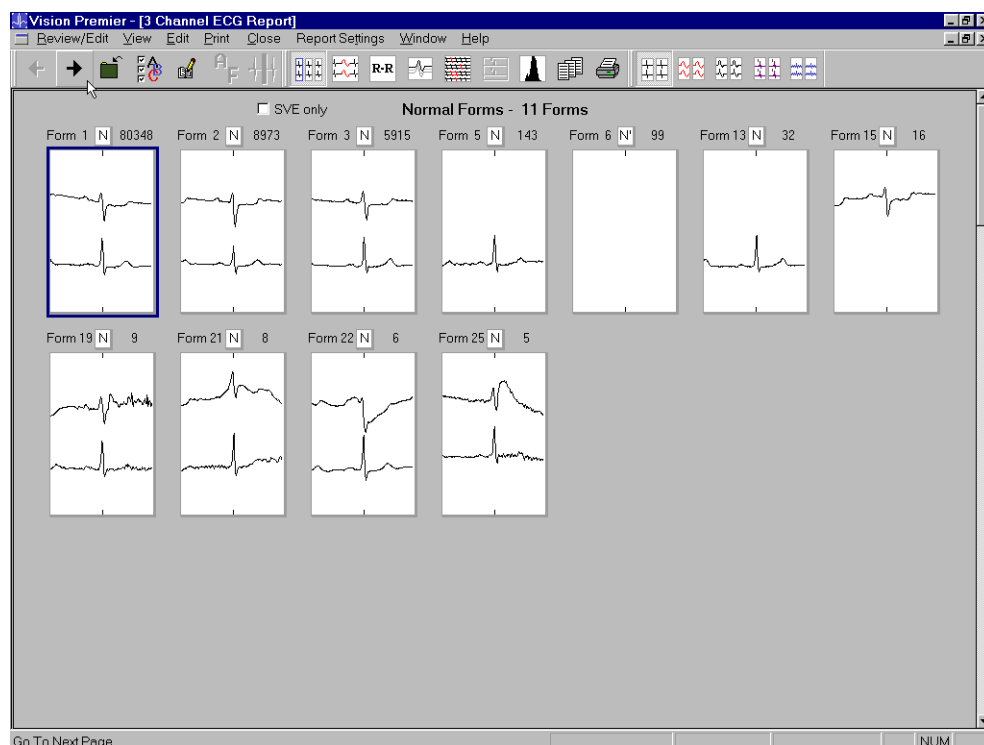 Vision Premier - [3 Channel ECG Report]
Review/Edit View Edit Print Close Report Settings Window Help
A F R-R
SVE only Normal Forms - 11 Forms
Form 1 N 80348 Form 2 N 8973 Form 3 N 5915 Form 5 N 143 Form 6 N' 99 Form 13 N 32 Form 15 N 16
Form 19 N 9 Form 21 N 8 Form 22 N 6 Form 25 N 5
Go To Next Page NUM